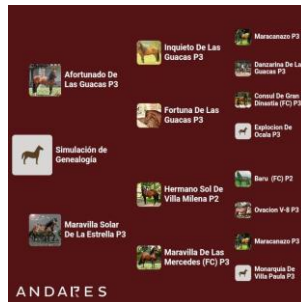 Maracanazo P3
Inquieto De Las
Guacas P3
Danzarina De La
Guacas P3
Afortunado De
Las Guacas P3
Consul De Gran
Dinastia (FC) P3
Fortuna De Las
Guacas P3
Explocion De
Ocala P3
Simulación de
Genealogía
Baru (FC) P2
Hermano Sol De
Villa Milena P2
Ovacion V-8 P3
Maravilla Solar
De La Estrella P3
Maracanazo P3
Maravilla De Las
Mercedes (FC) P3
Monarquia De
Villa Paula P3
ANDARES